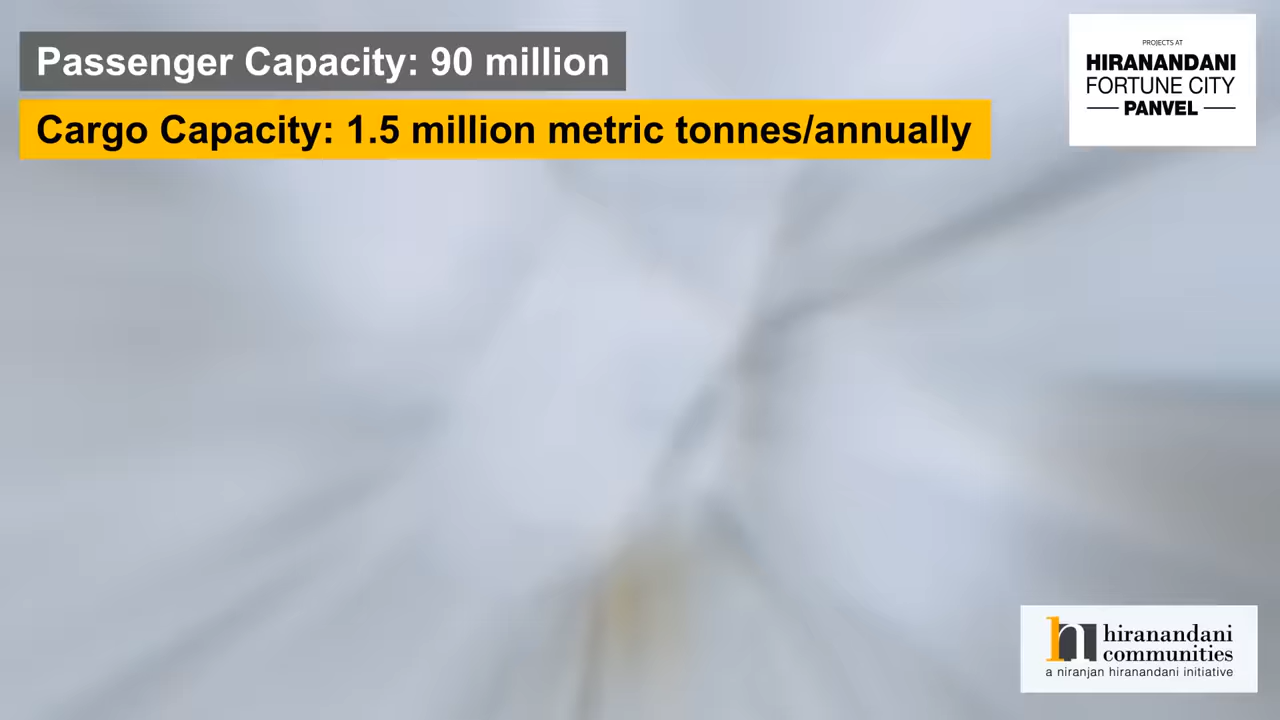 Passenger Capacity: 90 million
Cargo Capacity: 1.5 million metric tonnes/annually
PROJECTS AT
HIRANANDANI
FORTUNE CITY
PANVEL
hiranandani
communities
a niranjan hiranandani initiative